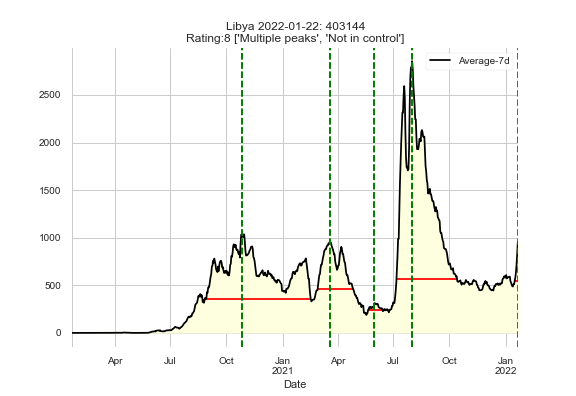 Libya 2022-01-22: 403144
Rating:8 ['Multiple peaks', 'Not in control']
Average-7d
2500
2000
1500
1000
500
0
Apr Jul Oct Jan Apr Jul Oct Jan
2021 2022
Date